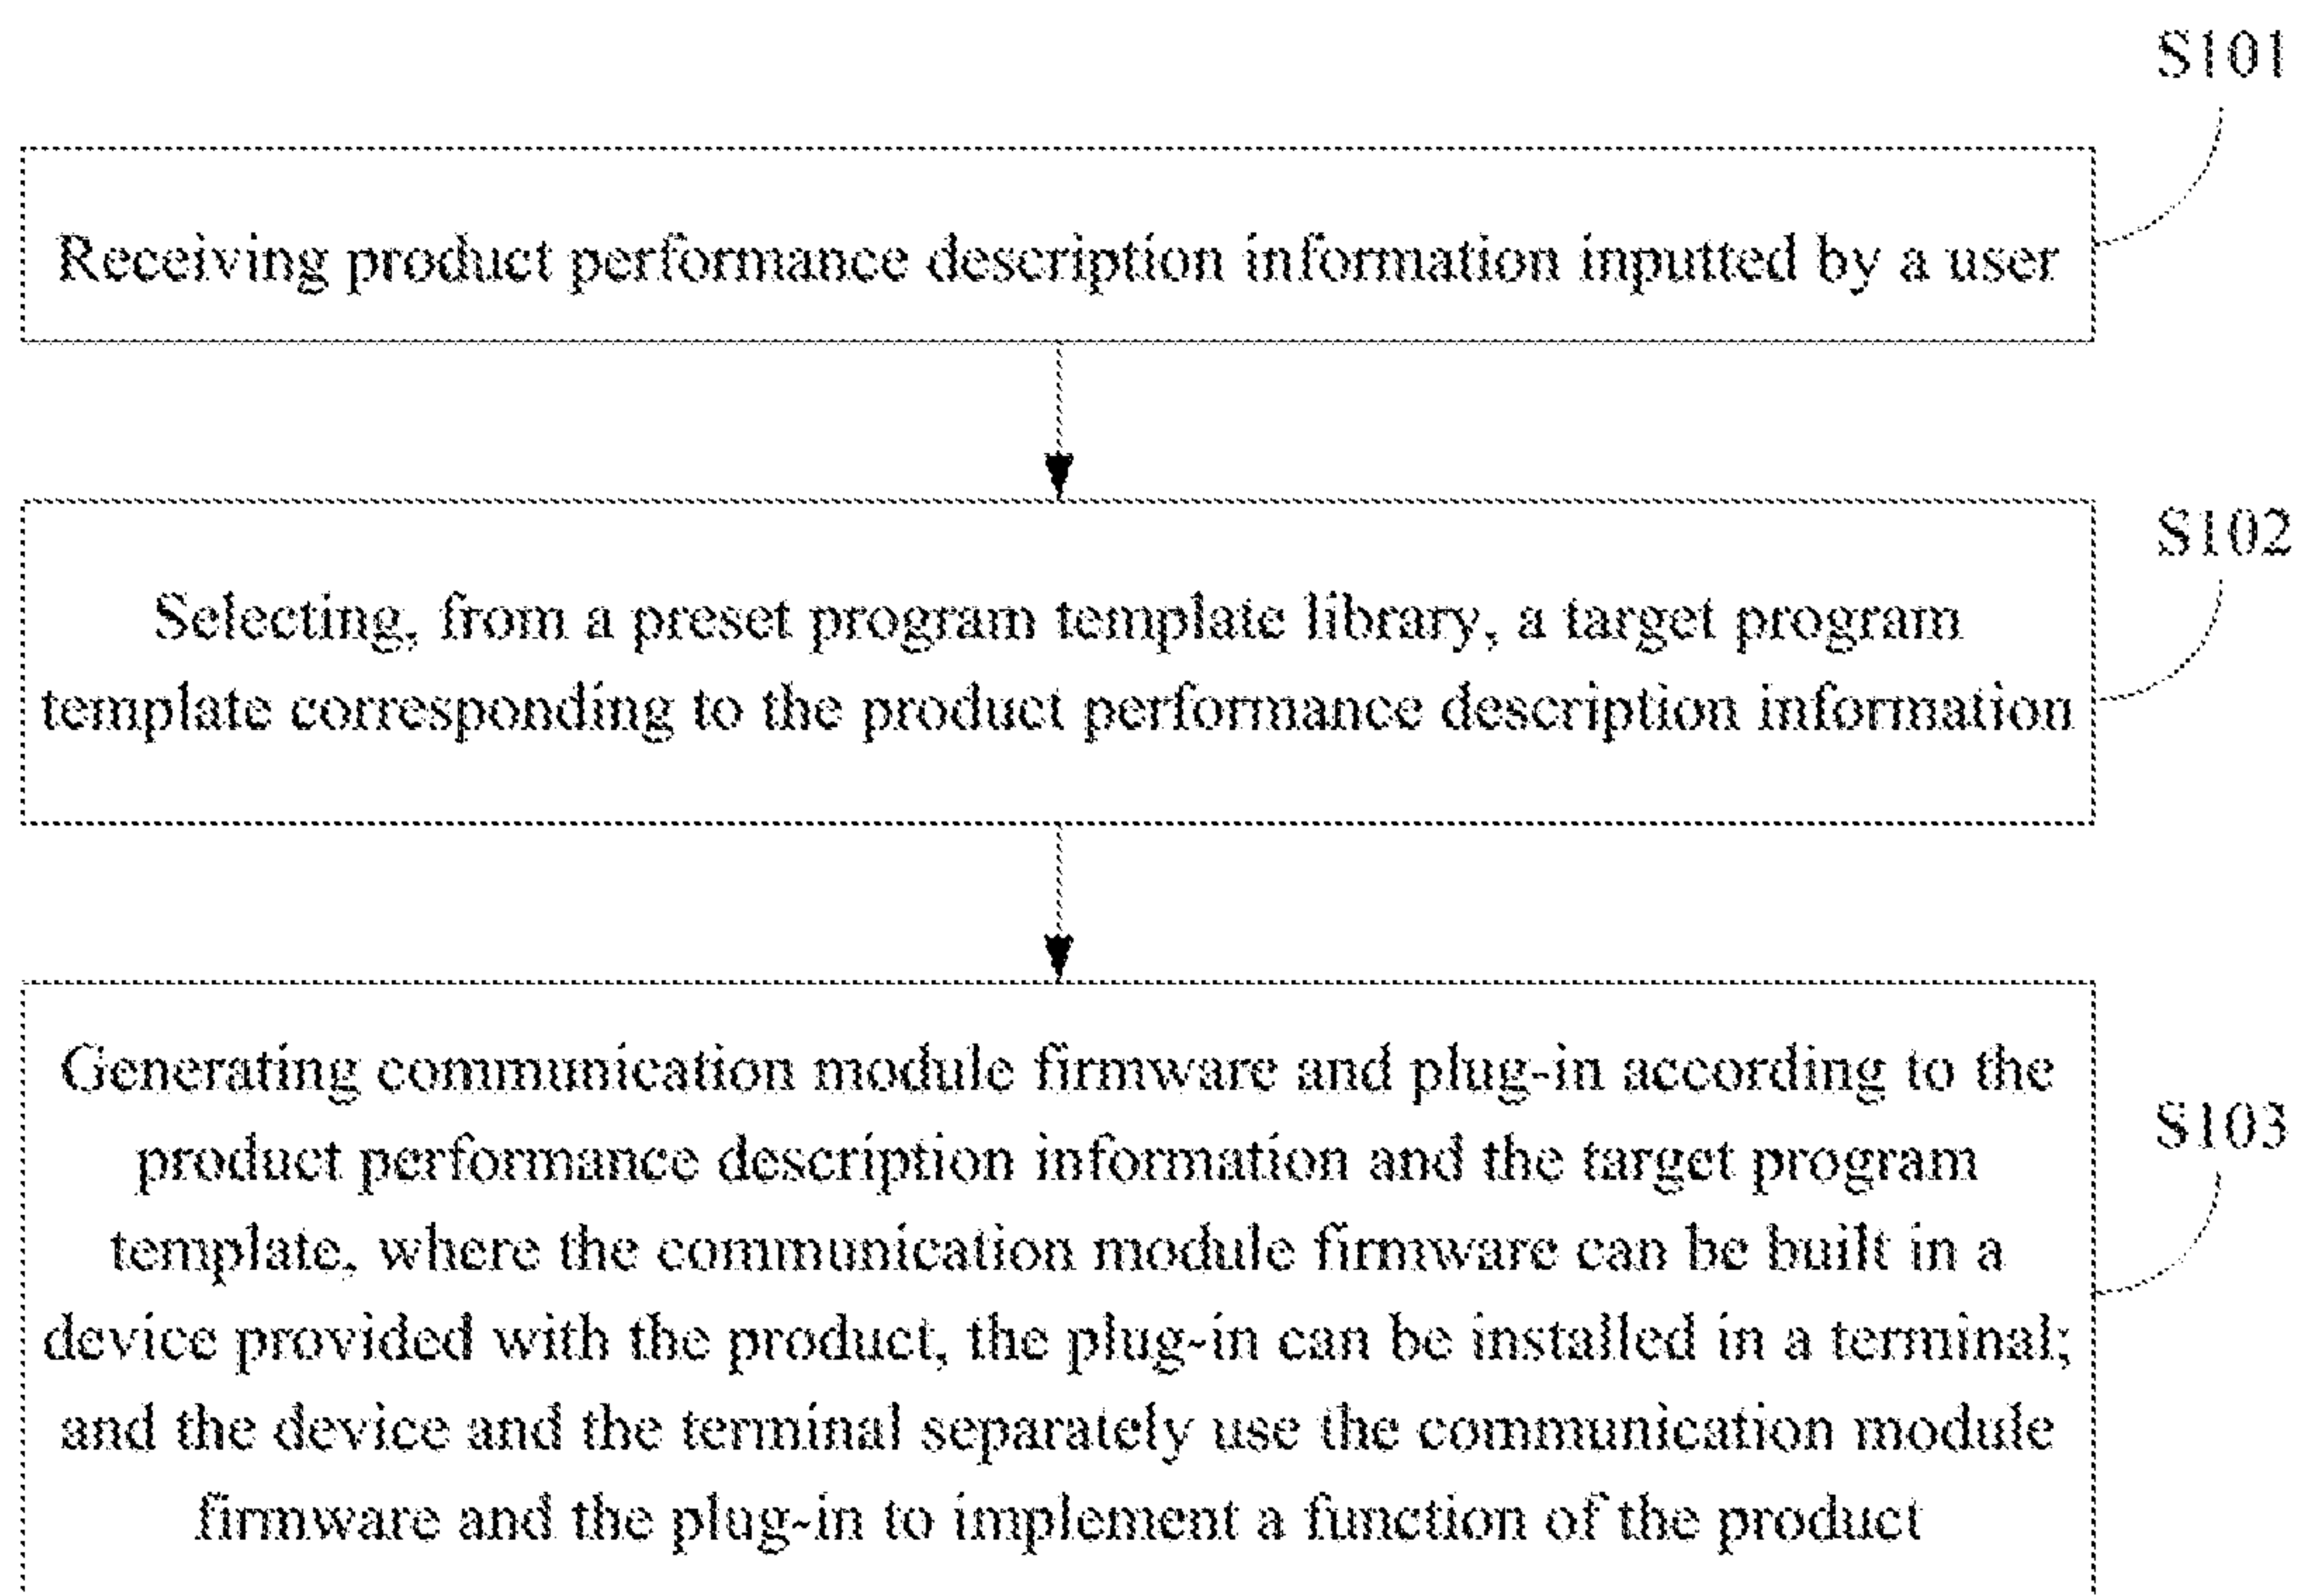 S101
Receiving product performance description information inputted by a user
S102
Selecting, from a preset program template library, a target program
template corresponding to the product performance description information
Generating communication module firmware and plug-in according to the
product performance description information and the target program
S103
template, where the communication module firmware can be built in a
device provided with the product, the plug-in can be installed in a terminal;
and the device and the terminal separately use the communication module
firmware and the plug-in to implement a function of the product